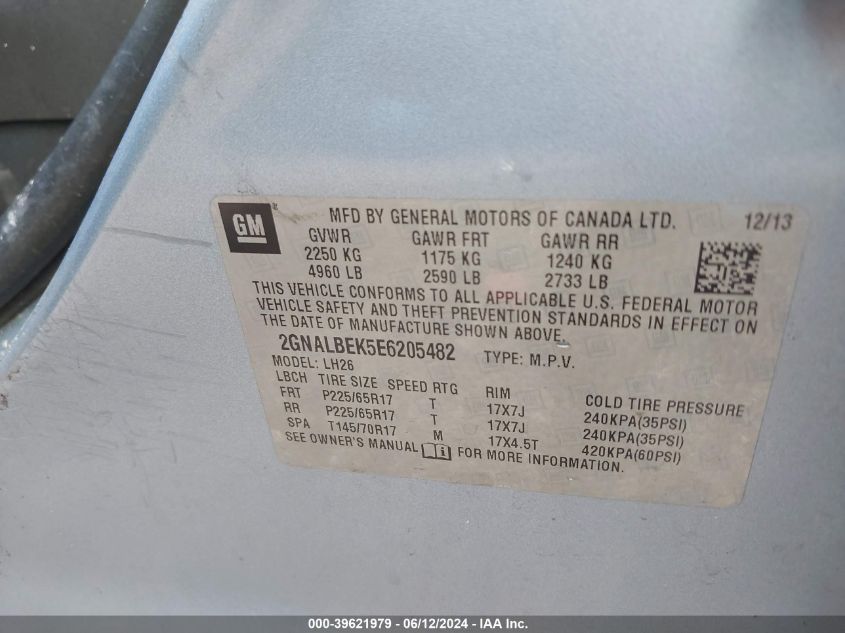 GM MFD BY GENERAL MOTORS OF CANADA LTD. 12/13
GVWR GAWR FRT GAWR RR
2250 KG 1175 KG 1240 KG
4960 LB 2590 LB 2733 LB
THIS VEHICLE CONFORMS TO ALL APPLICABLE U.S. FEDERAL MOTOR
VEHICLE SAFETY AND THEFT PREVENTION STANDARDS IN EFFECT ON
THE DATE OF MANUFACTURE SHOWN ABOVE.
2GNALBEK5E6205482 TYPE: M.P.V.
MODEL: LH26
LBCH TIRE SIZE SPEED RTG RIM COLD TIRE PRESSURE
FRT P225/65R17 T 17X7J 240KPA(35PSI)
RR P225/65R17 T 17X7J 240KPA(35PSI)
SPA T145/70R17 M 17X4.5T 420KPA(60PSI)
SEE OWNER'S MANUAL FOR MORE INFORMATION.
000-39621979 - 06/12/2024 - IAA Inc.